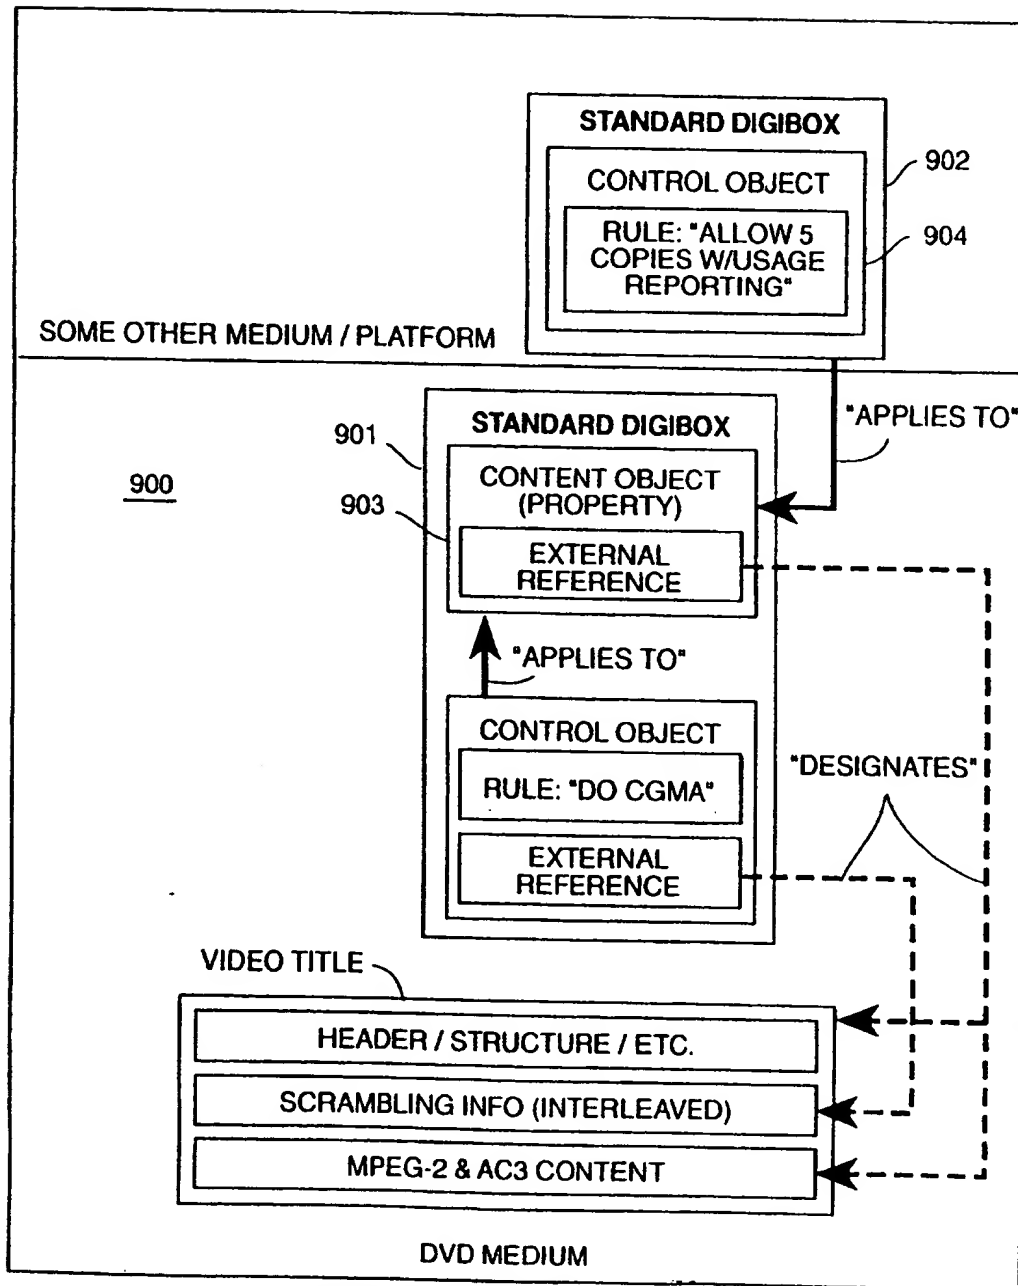 STANDARD DIGIBOX
902
CONTROL OBJECT
RULE: "ALLOW 5
COPIES W/USAGE
REPORTING"
904
SOME OTHER MEDIUM / PLATFORM
"APPLIES TO"
STANDARD DIGIBOX
901
CONTENT OBJECT
(PROPERTY)
900
903
EXTERNAL
REFERENCE
"APPLIES TO"
CONTROL OBJECT
"DESIGNATES"
RULE: "DO CGMA"
EXTERNAL
REFERENCE
VIDEO TITLE
HEADER / STRUCTURE / ETC.
SCRAMBLING INFO (INTERLEAVED)
MPEG-2 & AC3 CONTENT
DVD MEDIUM